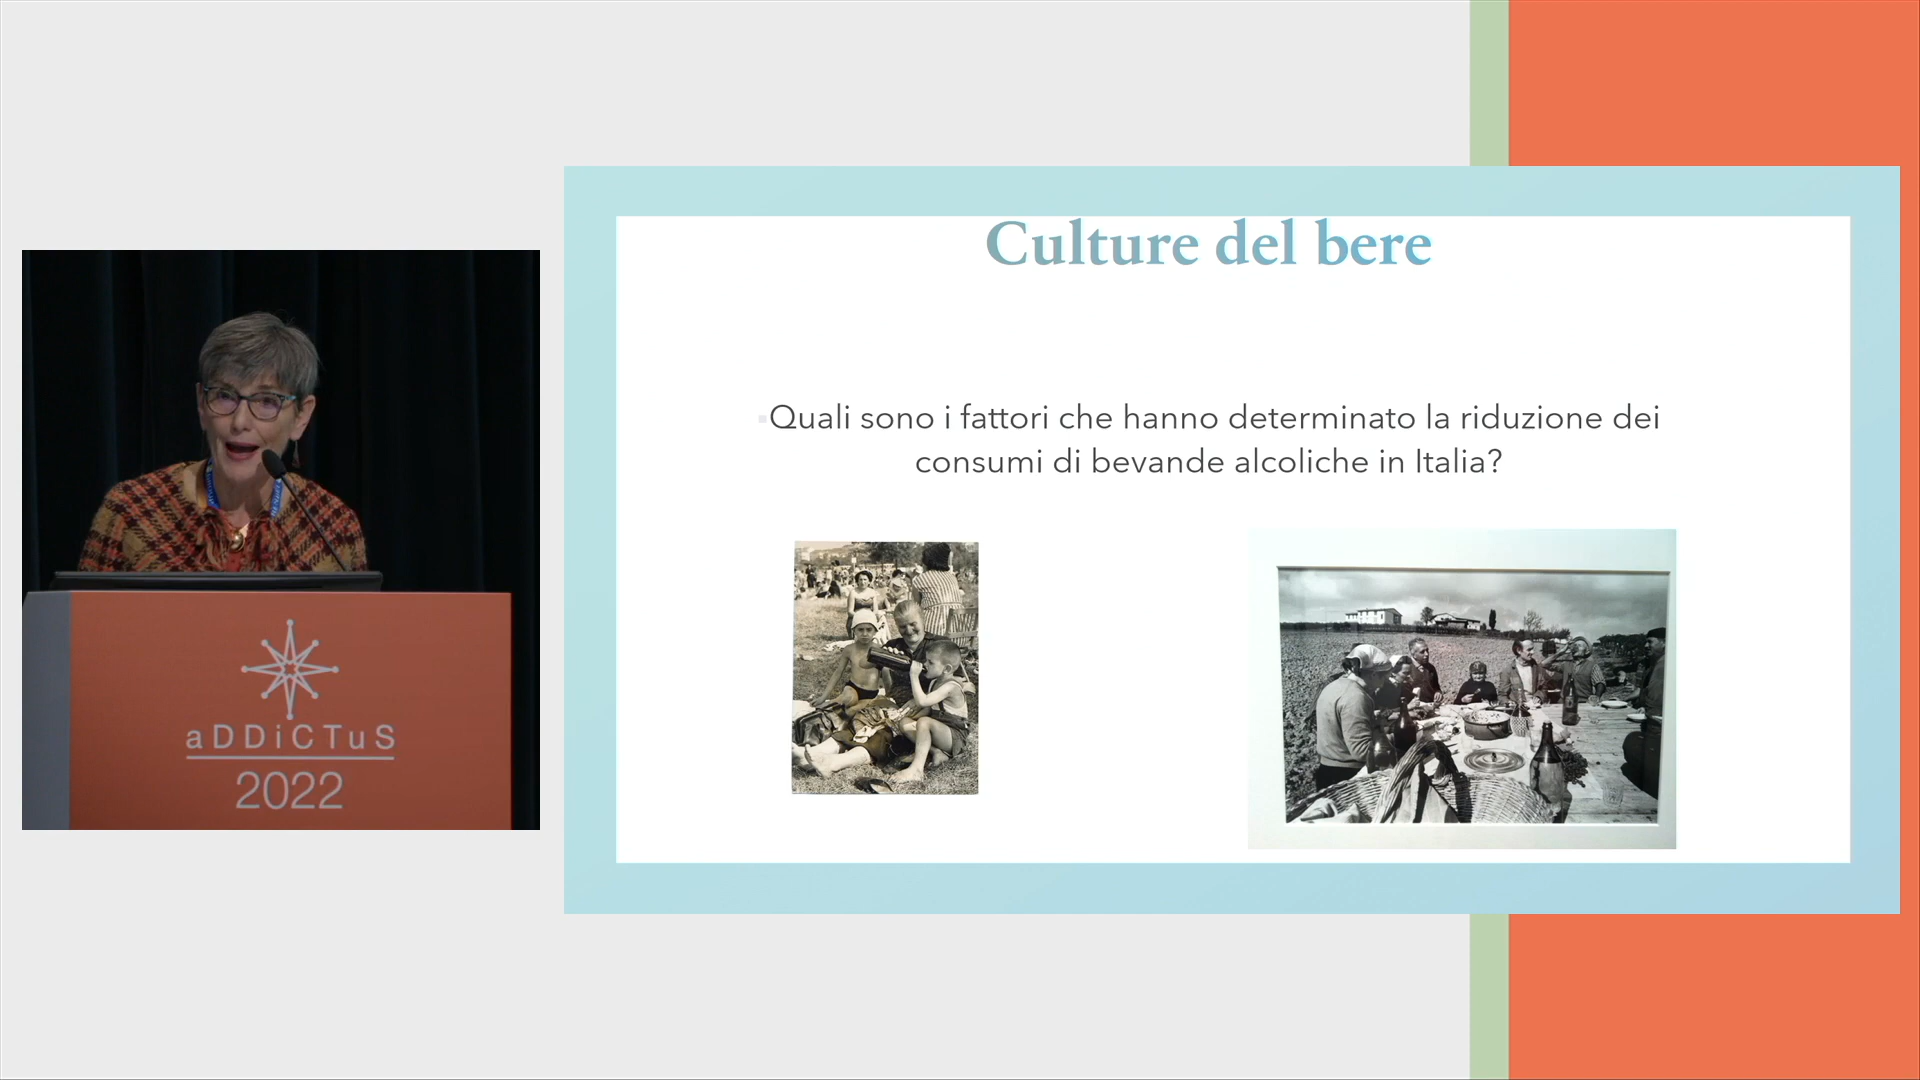 Culture del bere
Quali sono i fattori che hanno determinato la riduzione dei
consumi di bevande alcoliche in Italia?
aDDiCTuS
2022